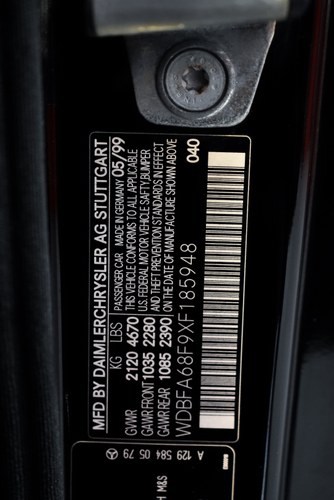 MFD BY DAIMLERCHRYSLER AG STUTTGART
KG LBS PASSENGER CAR MADE IN GERMANY 05/99
GVWR 2120 4670 THIS VEHICLE CONFORMS TO ALL APPLICABLE
GAWR FRONT 1035 2280 U.S. FEDERAL MOTOR VEHICLE SAFTY,BUMPER
GAWR REAR 1085 2390 AND THEFT PREVENTION STANDARDS IN EFFECT
ON THE DATE OF MANUFACTURE SHOWN ABOVE
WDBFA68F9XF185948
040
A 129 584 05 79